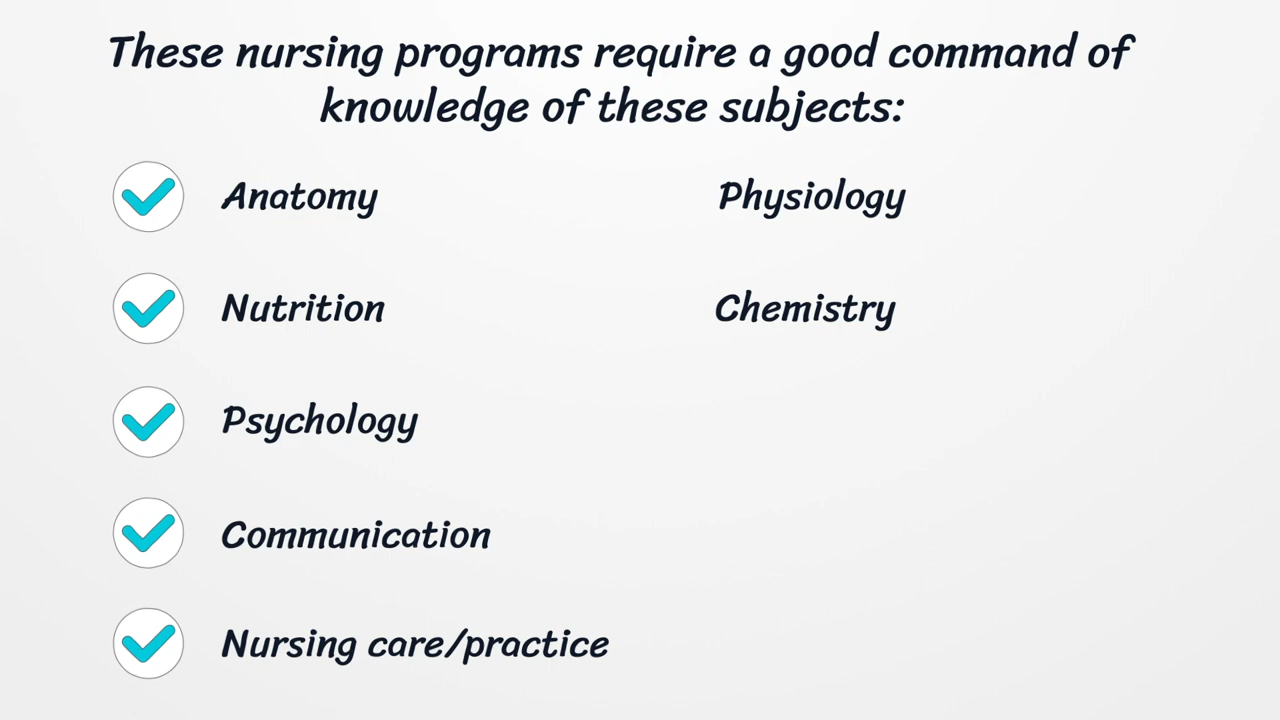 These nursing programs require a good command of
knowledge of these subjects:
Anatomy
Physiology
Nutrition
Chemistry
Psychology
Communication
Nursing care/practice